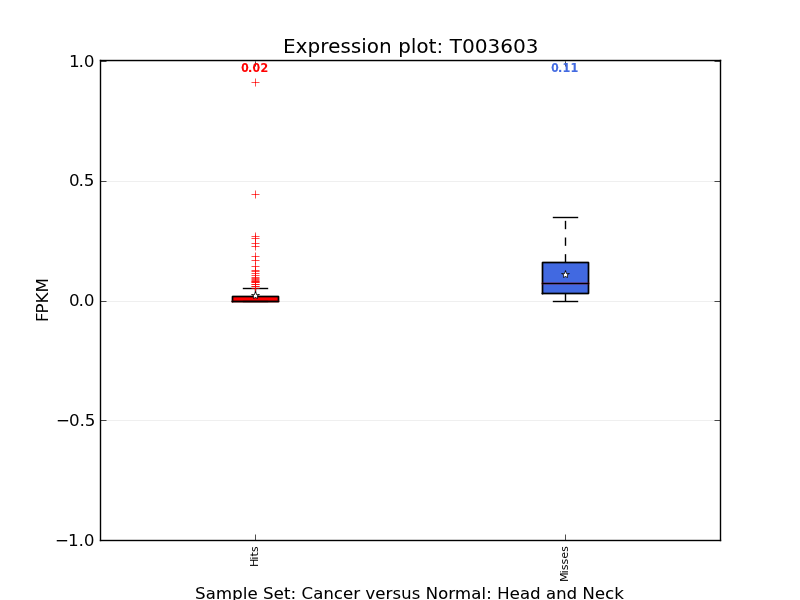 Expression plot: T003603
1.0
0.02
0.11
0.5
0.0
FPKM
−0.5
−1.0
Hits
Misses
Sample Set: Cancer versus Normal: Head and Neck